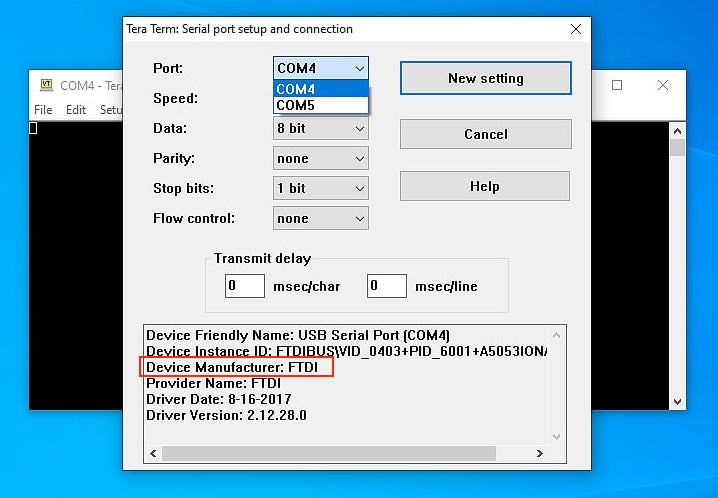 Tera Term: Serial port setup and connection
COM4 - Tera
File Edit Setu
Port: COM4
COM4
COM5
Speed:
Data: 8 bit
Parity: none
Stop bits: 1 bit
Flow control: none
New setting
Cancel
Help
Transmit delay
0 msec/char 0 msec/line
Device Friendly Name: USB Serial Port (COM4)
Device Instance ID: FTDIBUS\VID_0403+PID_6001+A5053IONA
Device Manufacturer: FTDI
Provider Name: FTDI
Driver Date: 8-16-2017
Driver Version: 2.12.28.0